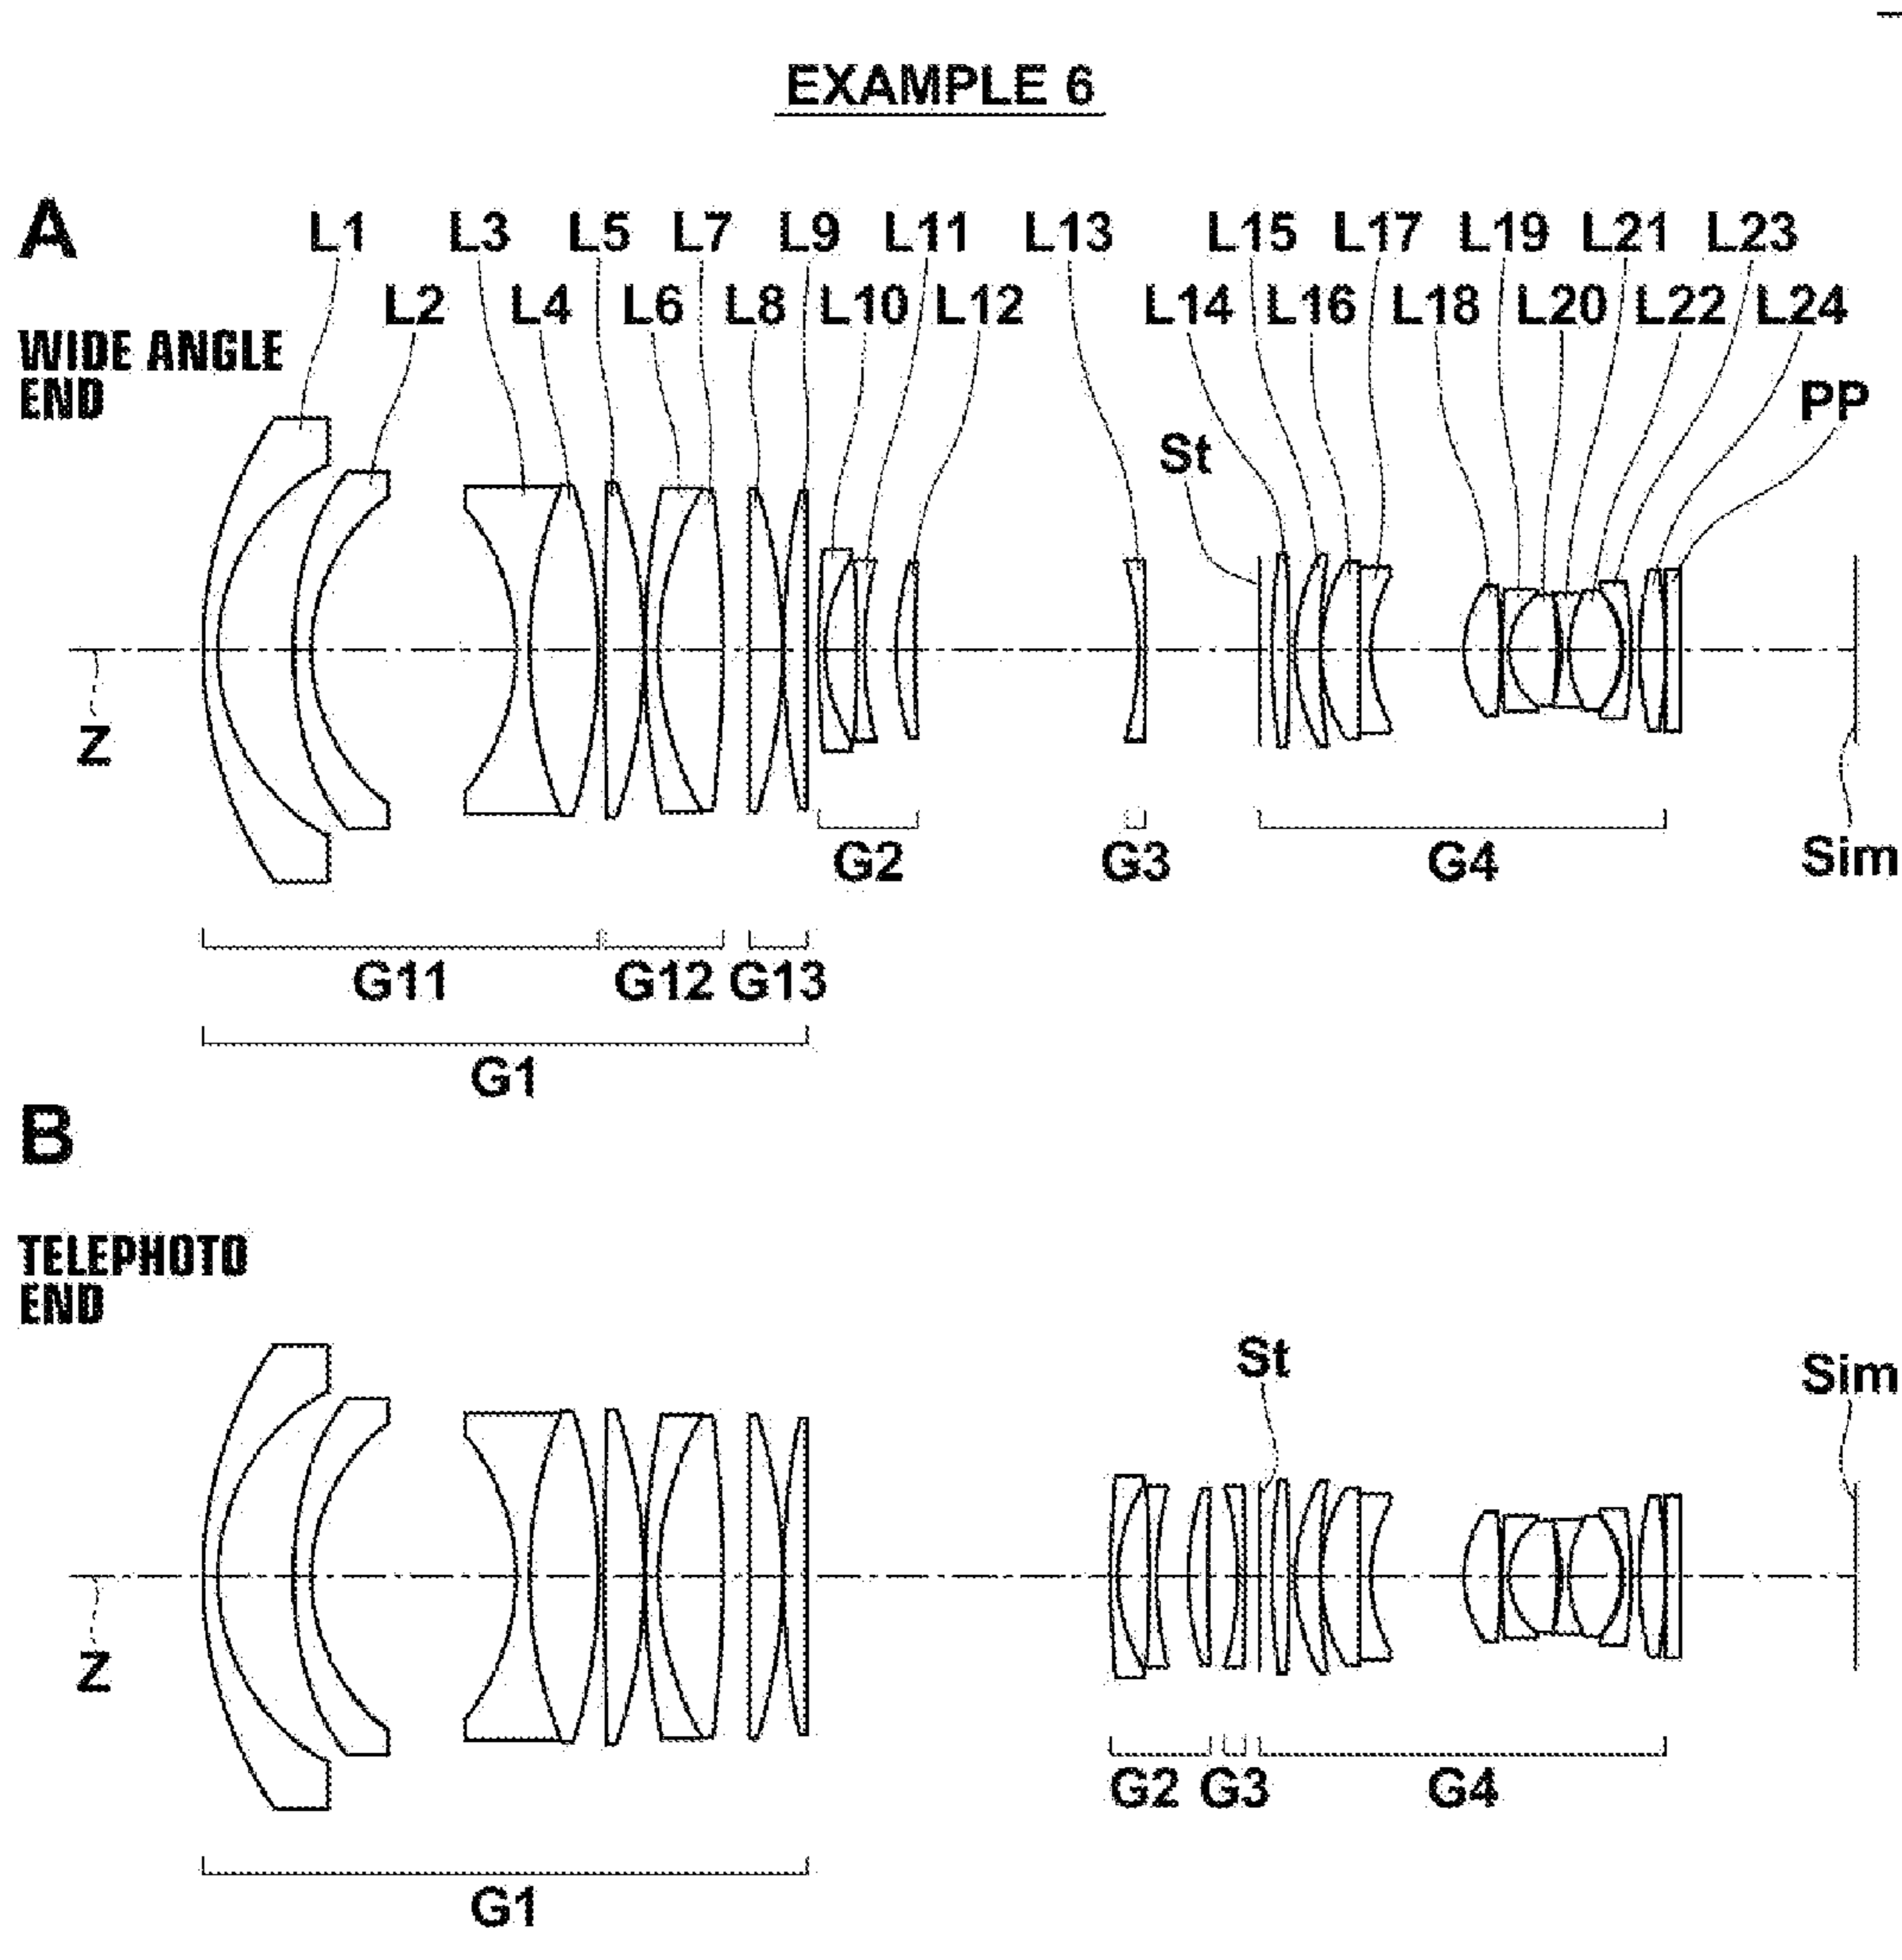 EXAMPLE 6
A
L1 L3 L5 L7 L9 L11 L13 L15 L17 L19 L21 L23
L2 L4 L6 L8 L10 L12 L14 L16 L18 L20 L22 L24
WIDE ANGLE
END
PP
St
Z
G2 G3 G4 Sim
G11 G12 G13
G1
B
TELEPHOTO
END
St Sim
Z
G2 G3 G4
G1